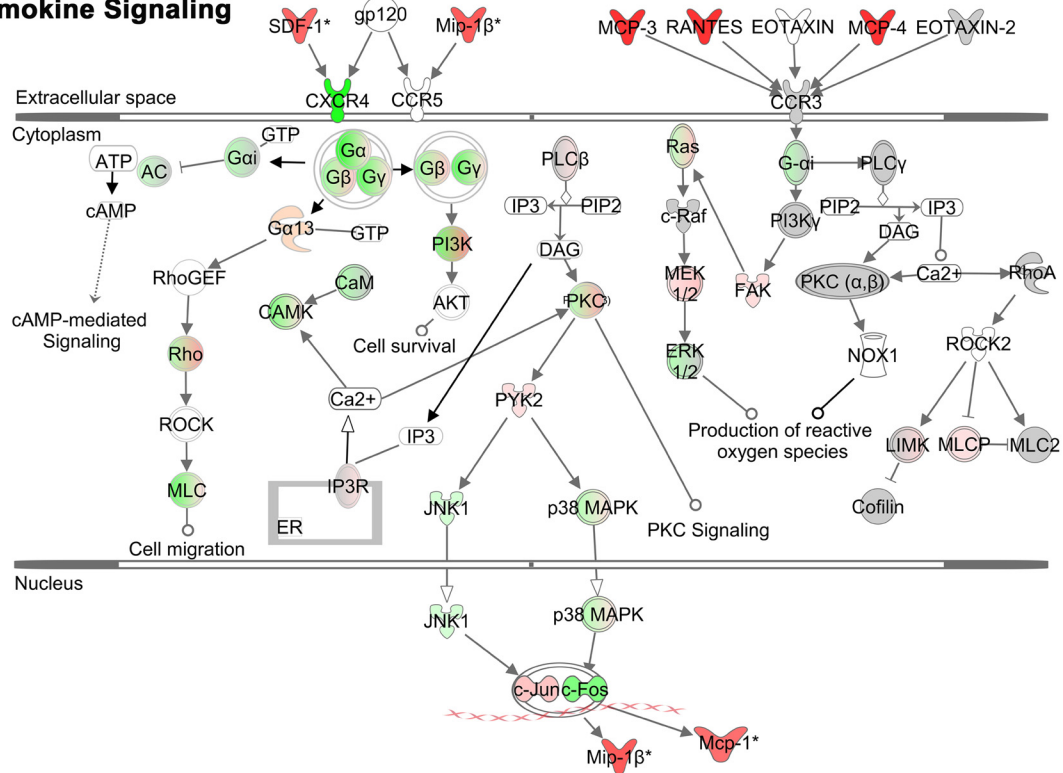 mokine Signaling
SDF-1*
gp120
Mip-1β*
MCP-3
RANTES
EOTAXIN
MCP-4
EOTAXIN-2
Extracellular space
CXCR4
CCR5
CCR3
Cytoplasm
ATP
AC
Gαi
GTP
Gα
Gβ
Gγ
Gβ
Gγ
PLCβ
Ras
G-αi
PLCγ
cAMP
Gα13
GTP
IP3
PIP2
c-Raf
PI3Kγ
PIP2
IP3
RhoGEF
PI3K
DAG
DAG
CaM
MEK
1/2
FAK
PKC (α,β)
Ca2+
RhoA
cAMP-mediated
Signaling
CAMK
AKT
PKC
Cell survival
Rho
ERK
1/2
NOX1
ROCK2
Ca2+
PYK2
ROCK
IP3
Production of reactive
oxygen species
LIMK
MLCP
MLC2
MLC
IP3R
JNK1
p38 MAPK
Cofilin
ER
PKC Signaling
Cell migration
Nucleus
JNK1
p38 MAPK
c-Jun
c-Fos
Mip-1β*
Mcp-1*